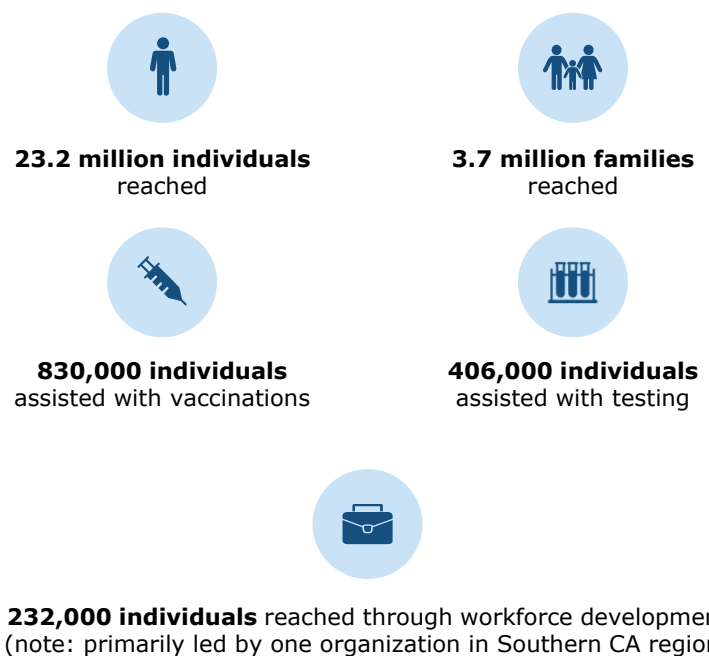 23.2 million individuals
reached
3.7 million families
reached
830,000 individuals
assisted with vaccinations
406,000 individuals
assisted with testing
232,000 individuals reached through workforce developmen
(note: primarily led by one organization in Southern CA region